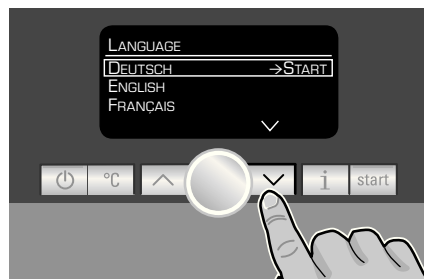 LANGUAGE
DEUTSCH →START
ENGLISH
FRANÇAIS
°C i start